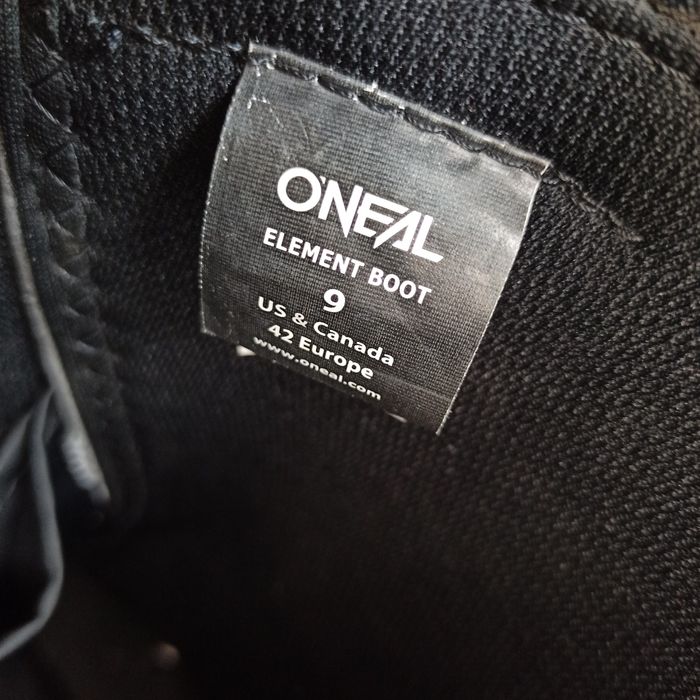 O'NEAL
ELEMENT BOOT
9
US & Canada
42 Europe
www.oneal.com